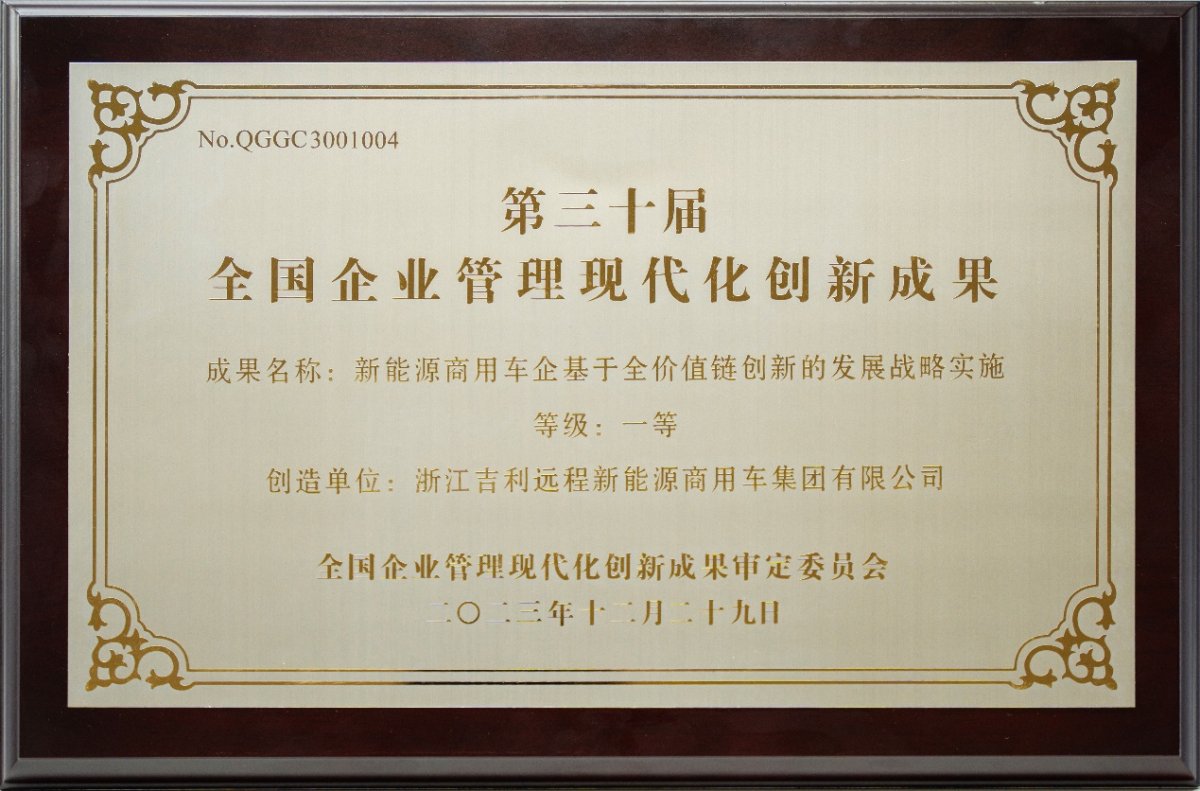 No.QGGC3001004
第三十届
全国企业管理现代化创新成果
成果名称：新能源商用车企基于全价值链创新的发展战略实施
等级：一等
创造单位：浙江吉利远程新能源商用车集团有限公司
全国企业管理现代化创新成果审定委员会
二〇二三年十二月二十九日